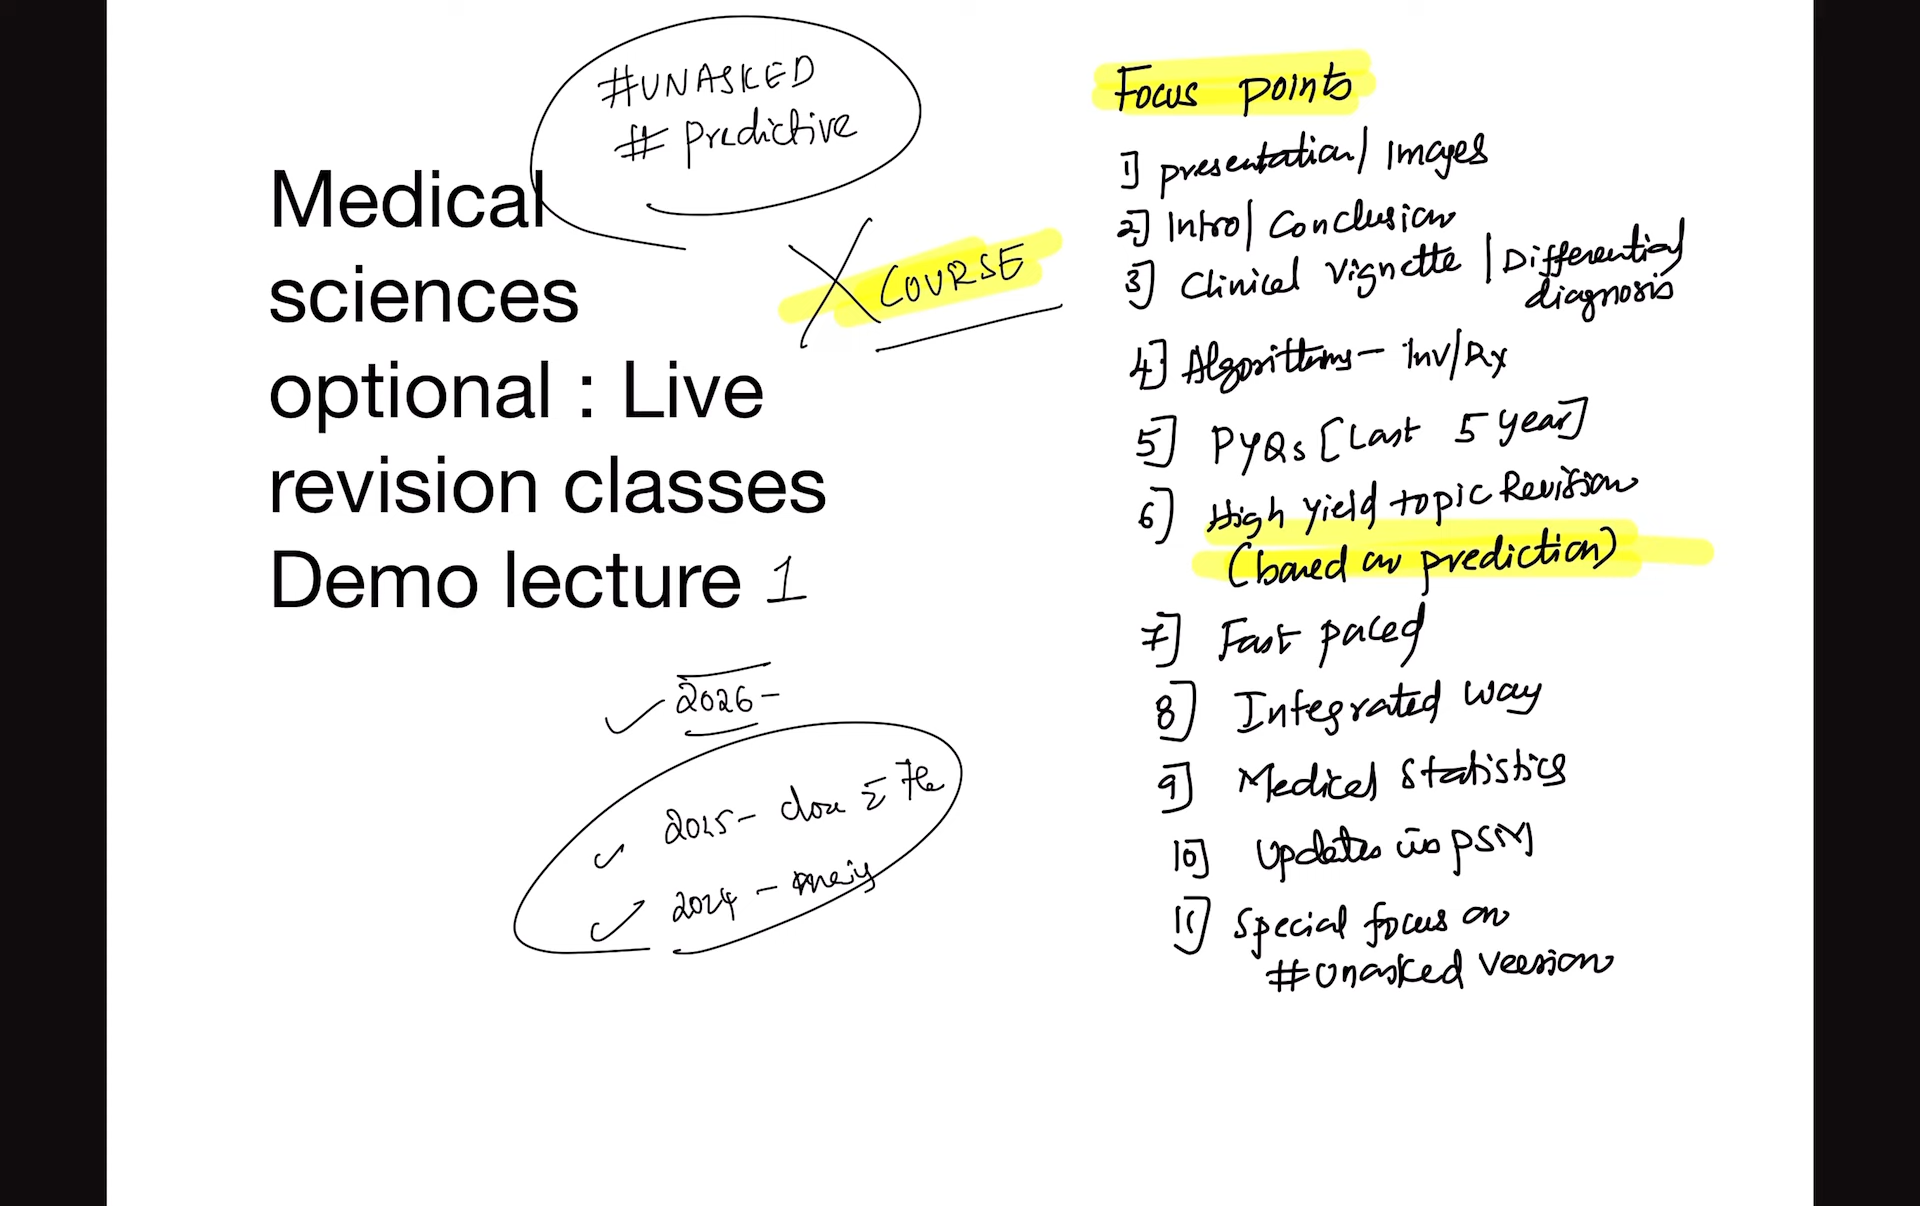 #UNASKED
# Predictive
Medical
sciences
optional : Live
revision classes
Demo lecture 1
X COURSE
2026 -
2025 -
2024 -
Focus points
1] presentation/ Images
2] Intro/ Conclusion
3] Clinical Vignette / Differential
diagnosis
4] Algorithms - Inv/Rx
5] PYQs [Last 5 year]
6] High yield topic Revision
(based on prediction)
7] Fast paced
8] Integrated way
9] Medical Statistics
10] Updates in PSM
11] Special focus on
#Unasked Version